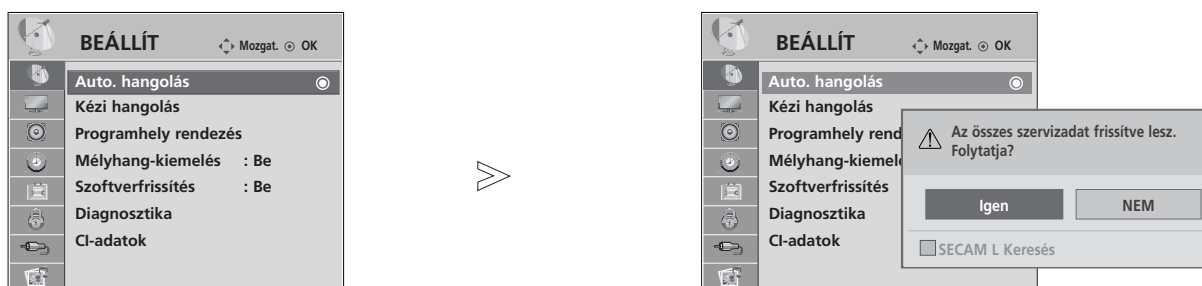 BEÁLLÍT Mozgat. OK
Auto. hangolás
Kézi hangolás
Programhely rendezés
Mélyhang-kiemelés : Be
Szoftverfrissítés : Be
Diagnosztika
CI-adatok
BEÁLLÍT Mozgat. OK
Auto. hangolás
Kézi hangolás
Programhely rend
Mélyhang-kiemelé
Szoftverfrissítés
Diagnosztika
CI-adatok
Az összes szervizadat frissítve lesz.
Folytatja?
Igen NEM
SECAM L Keresés